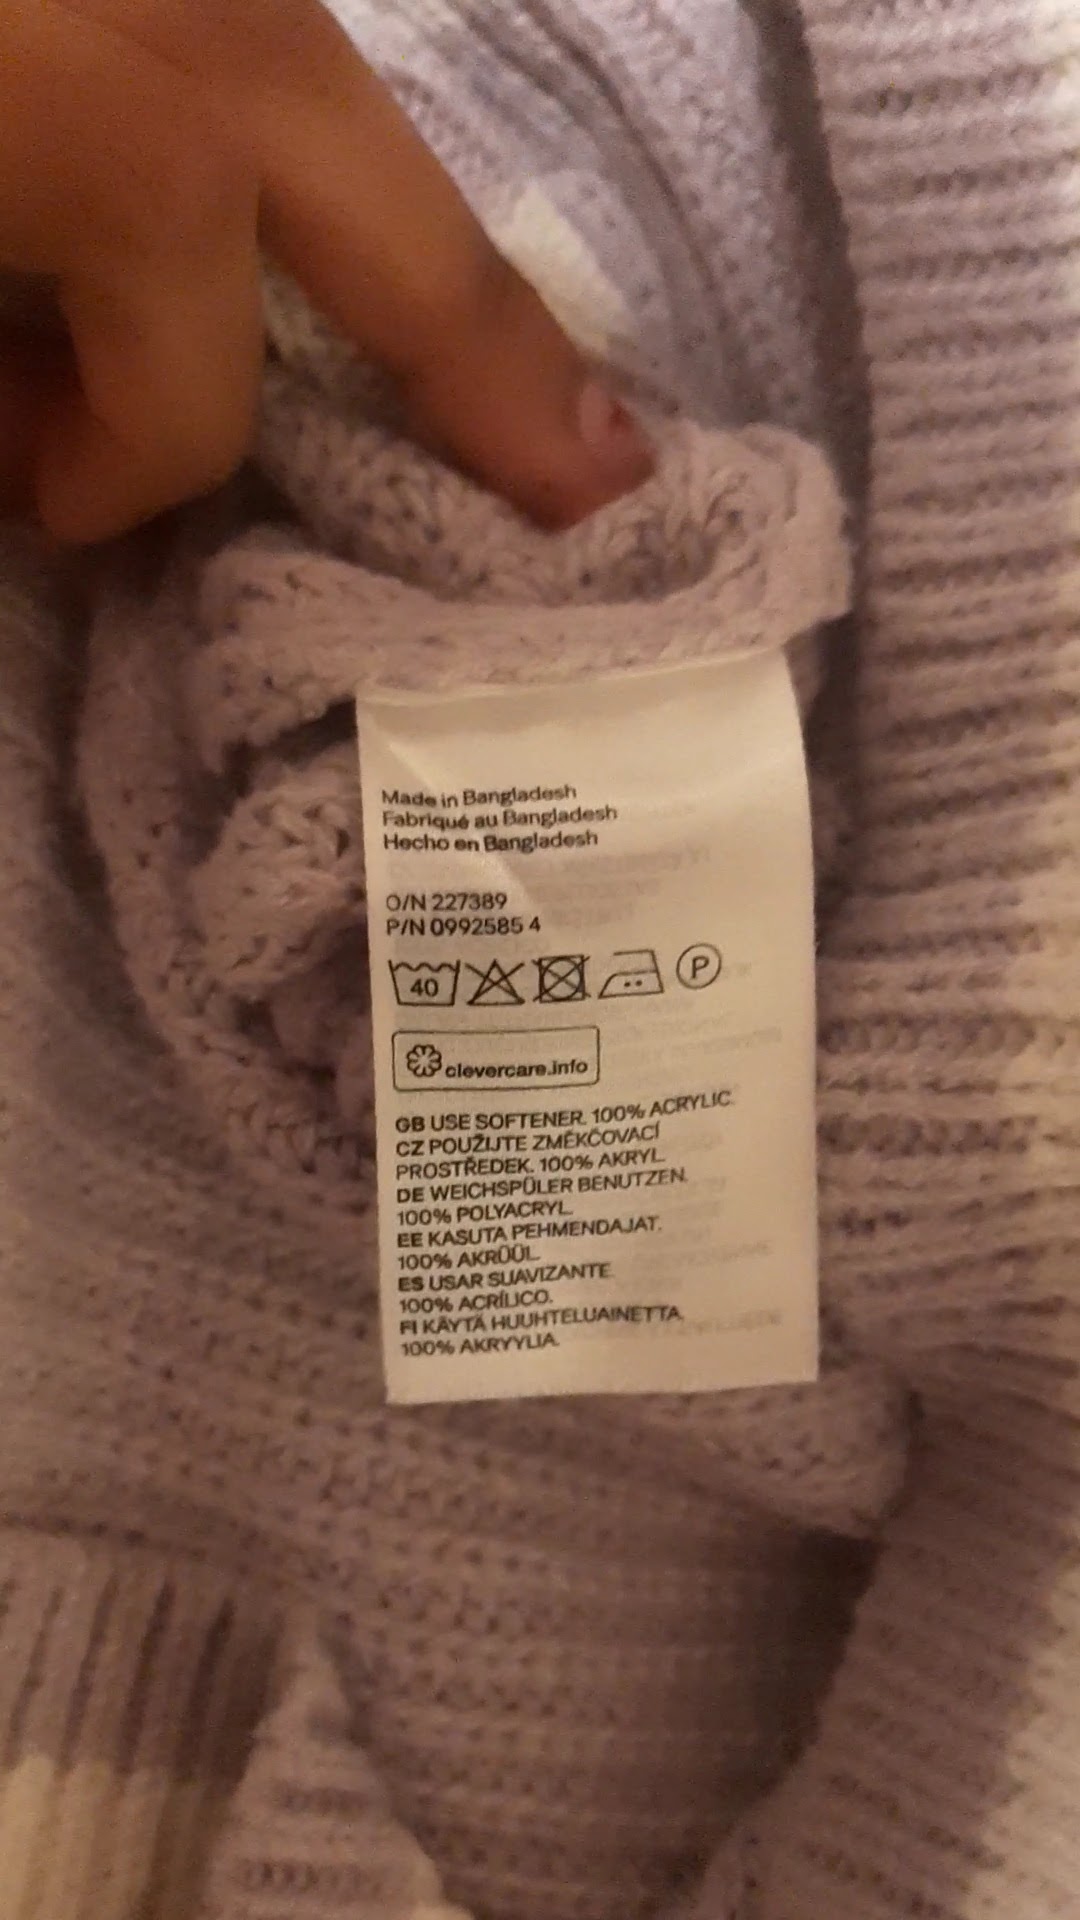 Made in Bangladesh
Fabriqué au Bangladesh
Hecho en Bangladesh
O/N 227389
P/N 0992585 4
40 P
clevercare.info
GB USE SOFTENER. 100% ACRYLIC.
CZ POUŽIJTE ZMĚKČOVACÍ
PROSTŘEDEK. 100% AKRYL.
DE WEICHSPÜLER BENUTZEN.
100% POLYACRYL.
EE KASUTA PEHMENDAJAT.
100% AKRÜÜL.
ES USAR SUAVIZANTE.
100% ACRÍLICO.
FI KÄYTÄ HUUHTELUAINETTA.
100% AKRYYLIA.